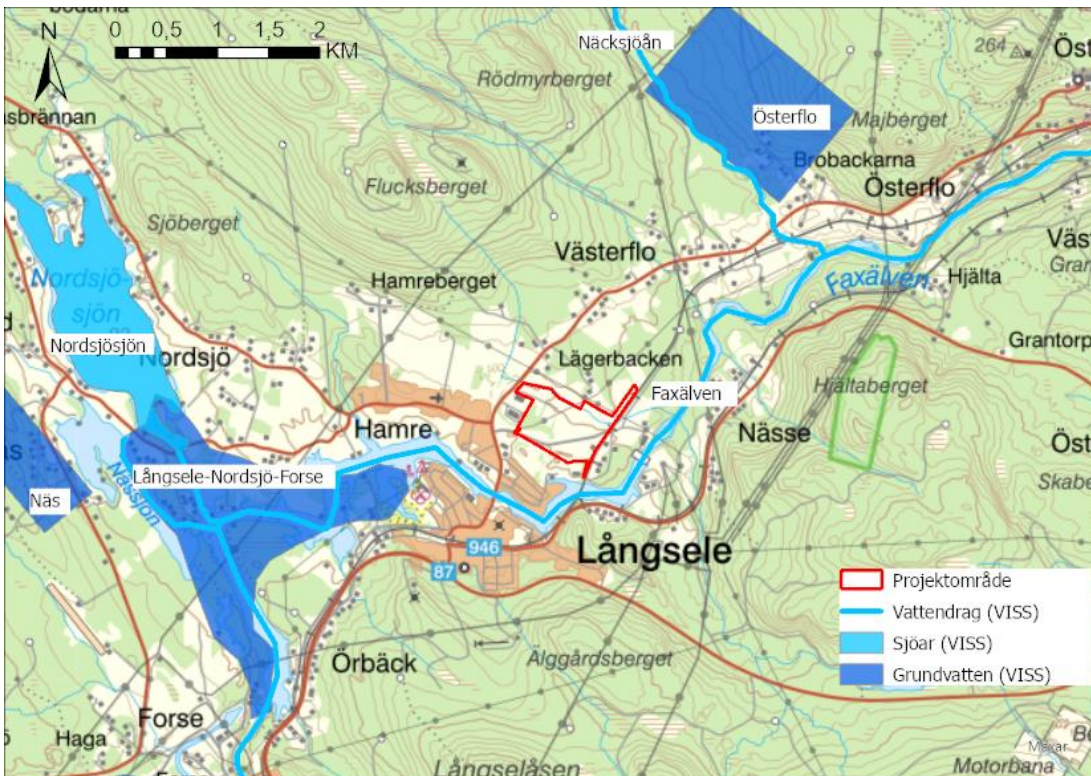 N
0 0,5 1 1,5 2
KM
Näcksjöån
264
Öst
Rödmyrberget
Österflo
Majberget
åsbrännan
Brobackarna
Österflo
Flucksberget
Sjöberget
Västerflo
Väst
Gran
Hamreberget
Faxälven
Hjälta
Nordsjö-
sjön
Nordsjösjön
Nordsjö
Lägerbacken
Grantorp
Faxälven
Hjältaberget
Hamre
Nässe
Öst
Långsele-Nordsjö-Forse
Skabe
Näs
Nässjön
946
Långsele
87
Projektområde
Vattendrag (VISS)
Sjöar (VISS)
Grundvatten (VISS)
Örbäck
Älggårdsberget
Forse
Haga
Långselåsen
Motorbana